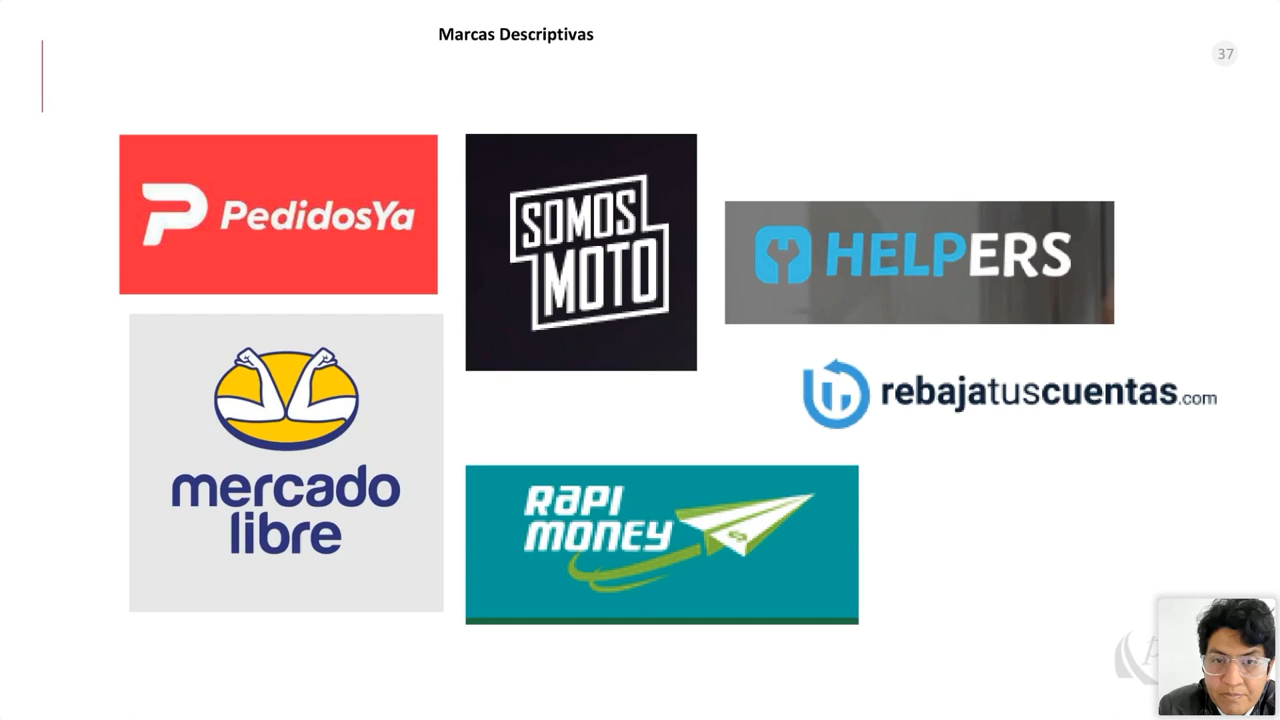 Marcas Descriptivas
37
PedidosYa
SOMOS
MOTO
HELPERS
mercado
libre
rebajatuscuentas.com
RAPI
MONEY